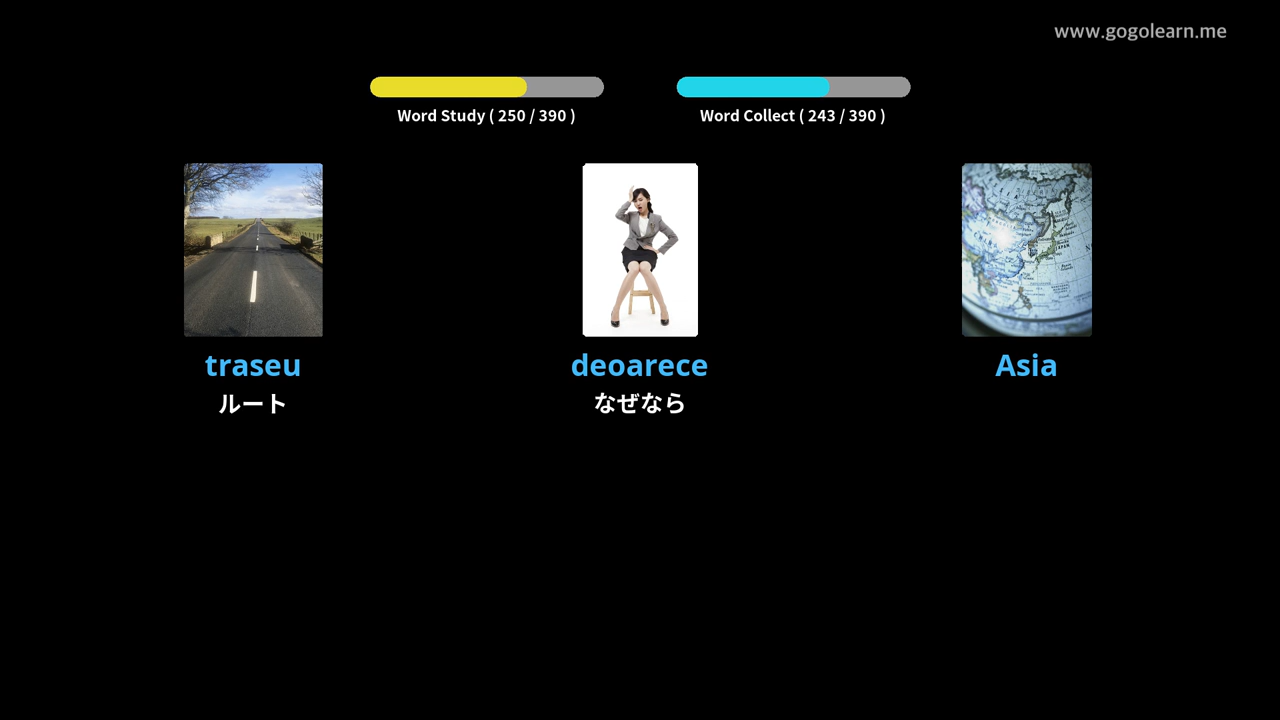 www.gogolearn.me
Word Study ( 250 / 390 )
Word Collect ( 243 / 390 )
traseu
ルート
deoarece
なぜなら
Asia